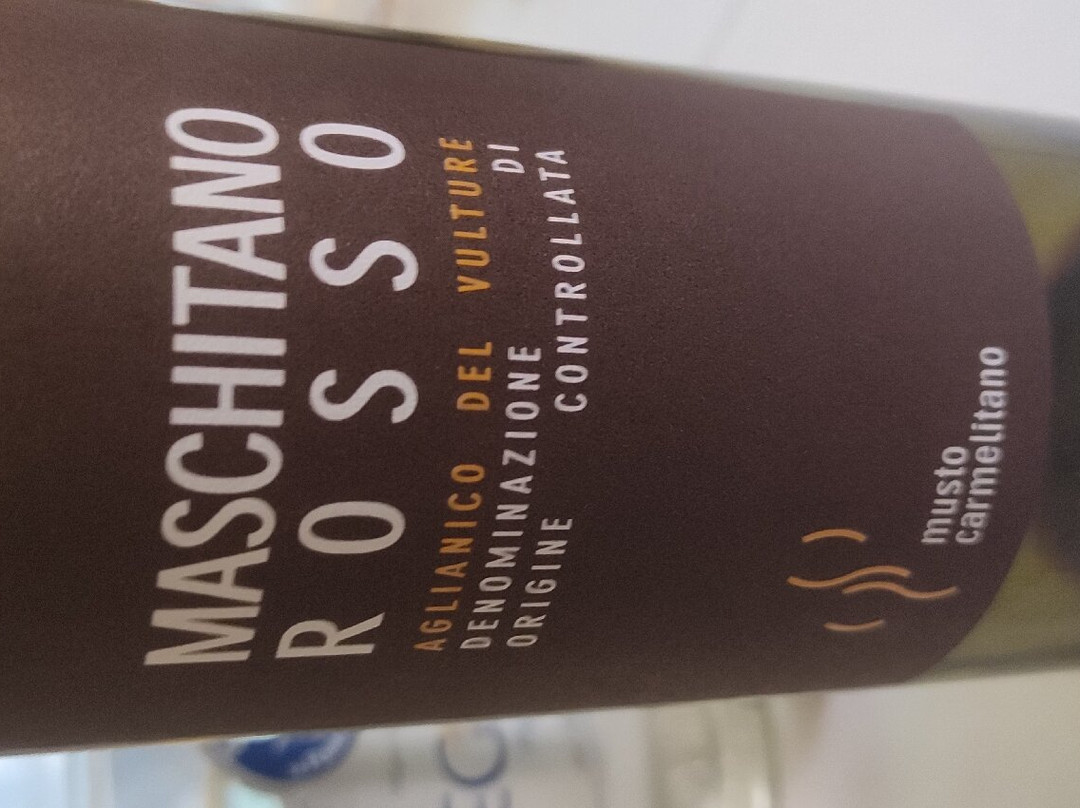 MASCHITANO
ROSSO
AGLIANICO DEL VULTURE
DENOMINAZIONE DI
ORIGINE CONTROLLATA
musto
carmelitano